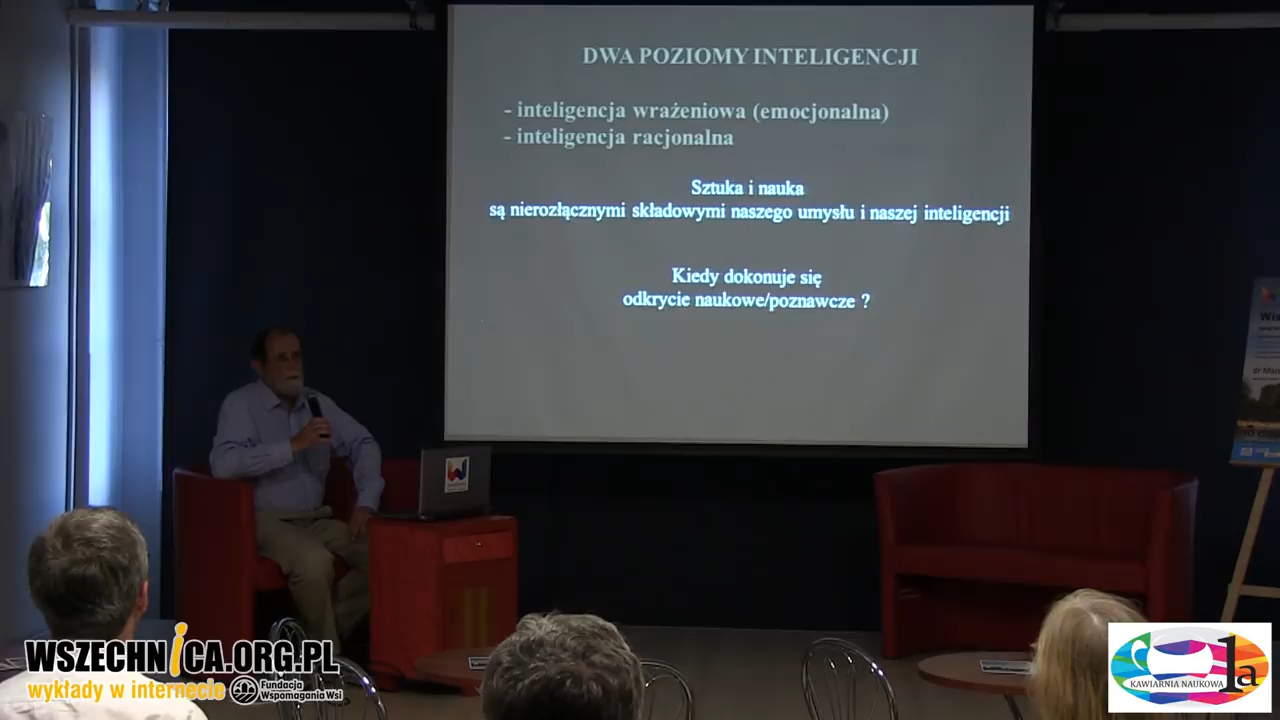 DWA POZIOMY INTELIGENCJI
- inteligencja wrażeniowa (emocjonalna)
- inteligencja racjonalna
Sztuka i nauka
są nierozłącznymi składowymi naszego umysłu i naszej inteligencji
Kiedy dokonuje się
odkrycie naukowe/poznawcze ?
WSZECHNICA.ORG.PL
wykłady w internecie
Fundacja
Wspomagania Wsi
KAWIARNIA NAUKOWA
1a